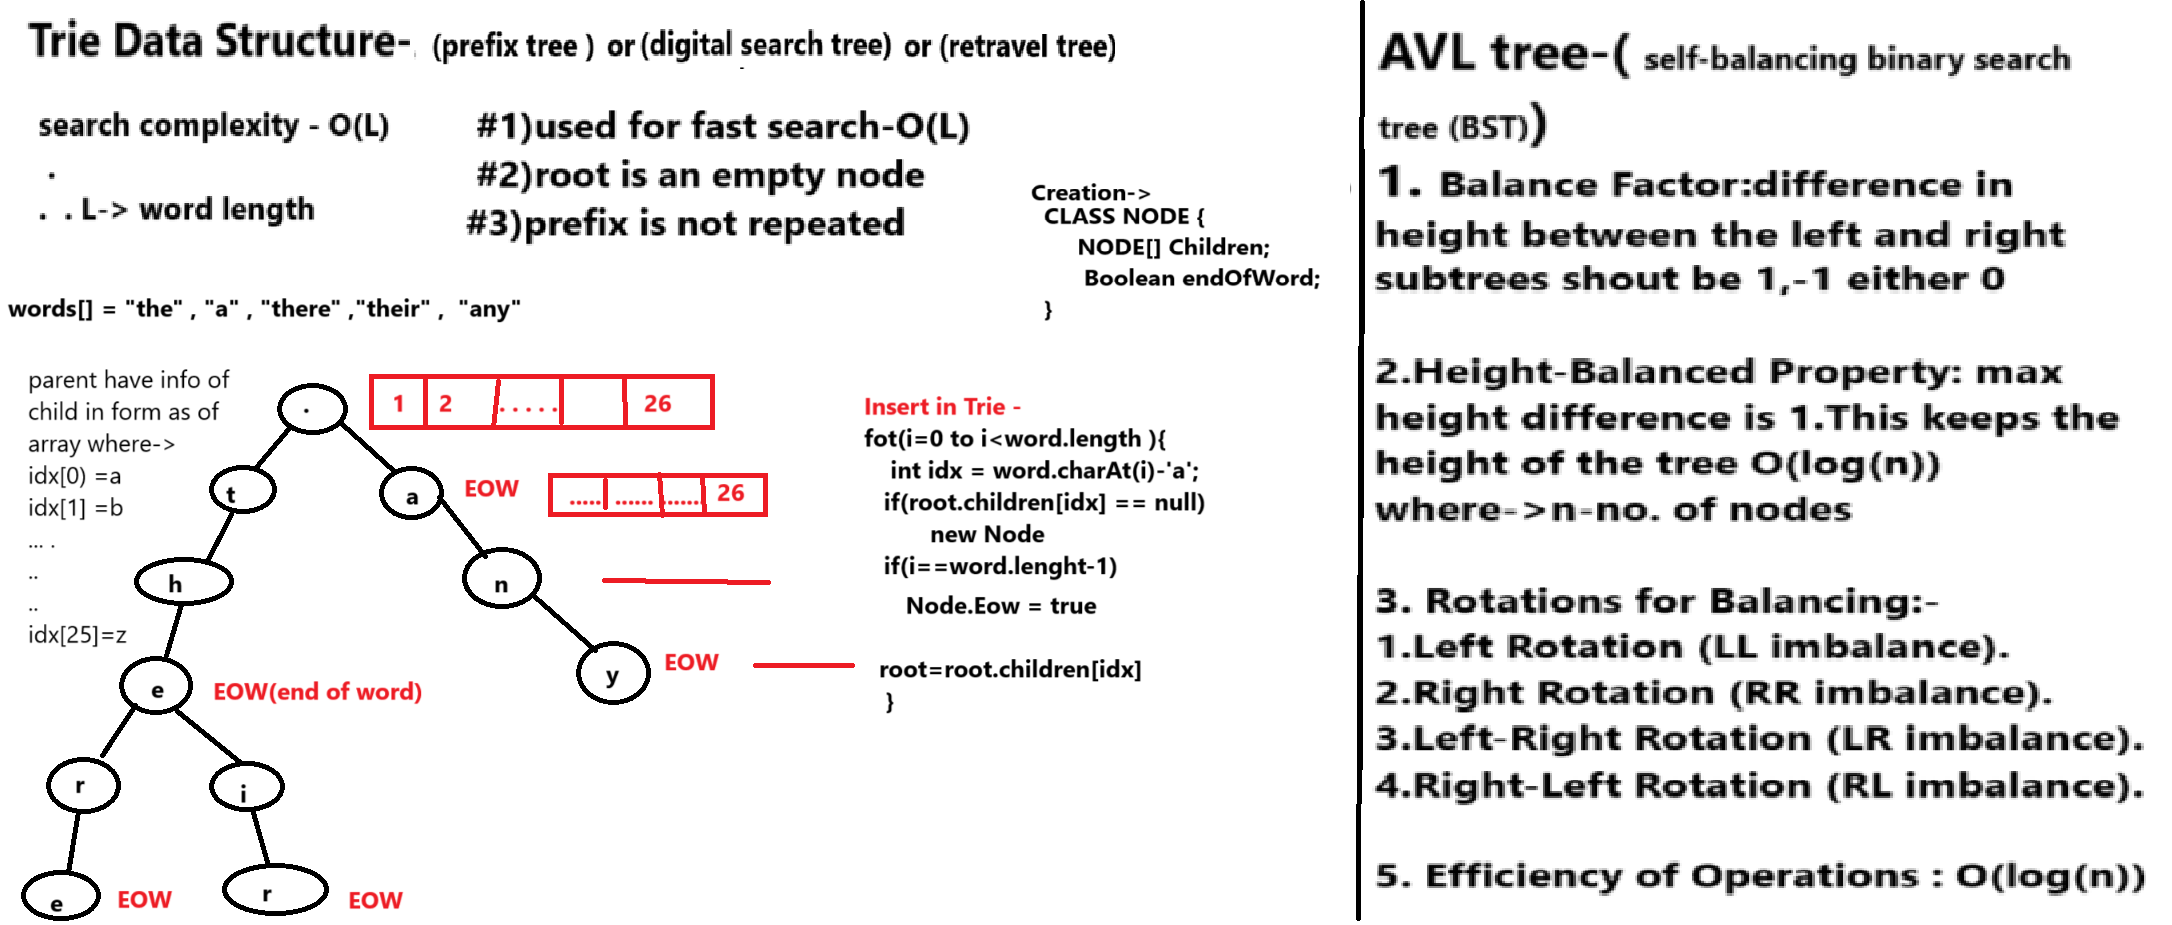 Trie Data Structure- (prefix tree ) or (digital search tree) or (retravel tree)
search complexity - O(L)
.
. . L-> word length
#1)used for fast search-O(L)
#2)root is an empty node
#3)prefix is not repeated
Creation->
CLASS NODE {
NODE[] Children;
Boolean endOfWord;
}
words[] = "the" , "a" , "there" ,"their" , "any"
parent have info of
child in form as of
array where->
idx[0) =a
idx[1] =b
... .
..
..
idx[25]=z
.
1 2 ..... 26
t
a
EOW
..... ...... ...... 26
h
n
e
EOW(end of word)
y
EOW
r
i
e
EOW
r
EOW
Insert in Trie -
fot(i=0 to i<word.length ){
int idx = word.charAt(i)-'a';
if(root.children[idx] == null)
new Node
if(i==word.lenght-1)
Node.Eow = true
root=root.children[idx]
}
AVL tree-( self-balancing binary search
tree (BST))
1. Balance Factor:difference in
height between the left and right
subtrees shout be 1,-1 either 0
2.Height-Balanced Property: max
height difference is 1.This keeps the
height of the tree O(log(n))
where->n-no. of nodes
3. Rotations for Balancing:-
1.Left Rotation (LL imbalance).
2.Right Rotation (RR imbalance).
3.Left-Right Rotation (LR imbalance).
4.Right-Left Rotation (RL imbalance).
5. Efficiency of Operations : O(log(n))